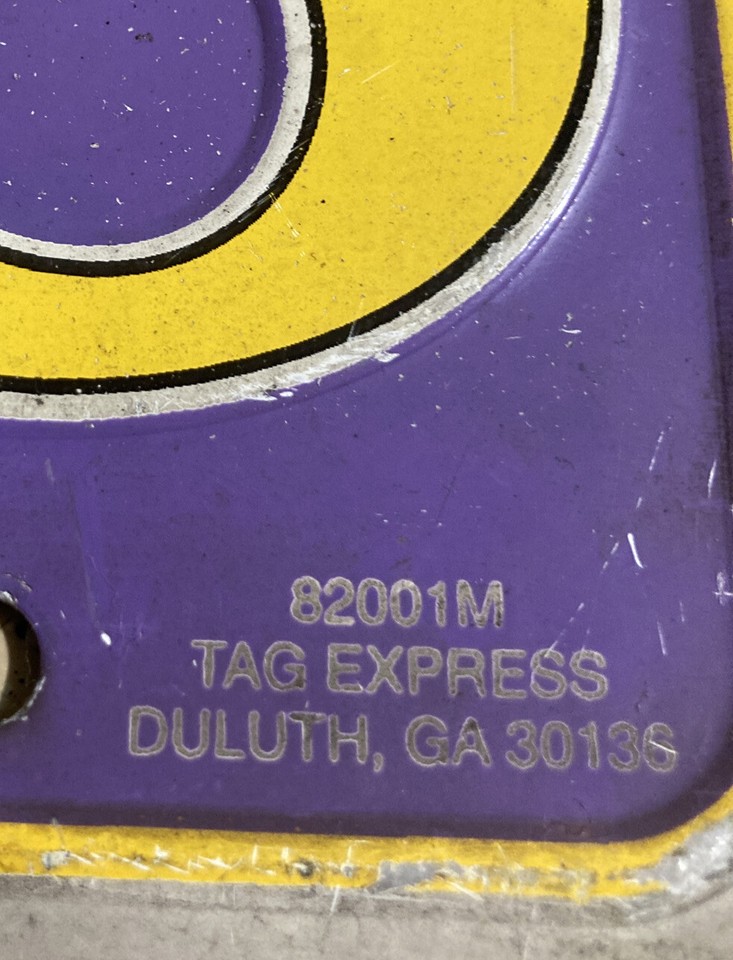 82001M
TAG EXPRESS
DULUTH, GA 30136